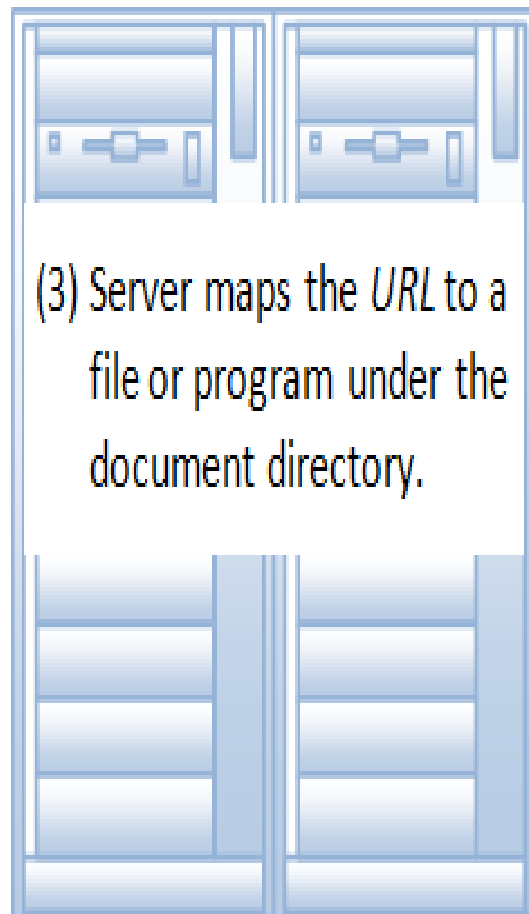 (3) Server maps the URL to a
file or program under the
document directory.